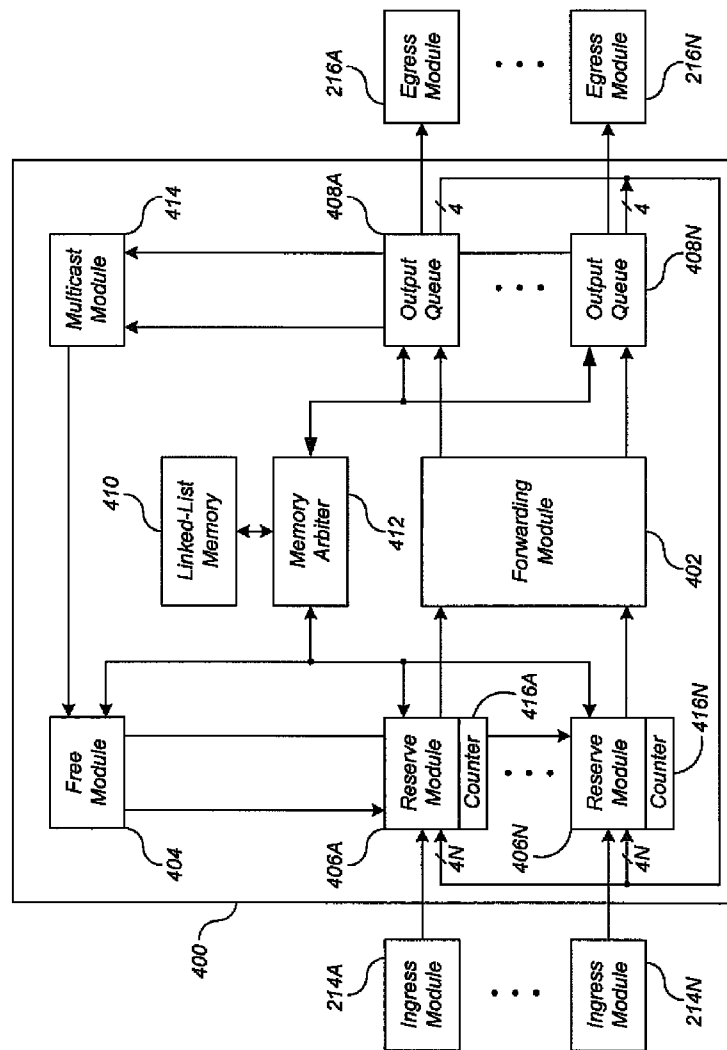 216A
Egress
Module
216N
Egress
Module
414
Multicast
Module
408A
Output
Queue
4
408N
Output
Queue
4
410
Linked-List
Memory
Memory
Arbiter
412
Forwarding
Module
402
Free
Module
404
416A
Reserve
Module
Counter
406A
4N
416N
Reserve
Module
Counter
406N
4N
400
214A
Ingress
Module
214N
Ingress
Module